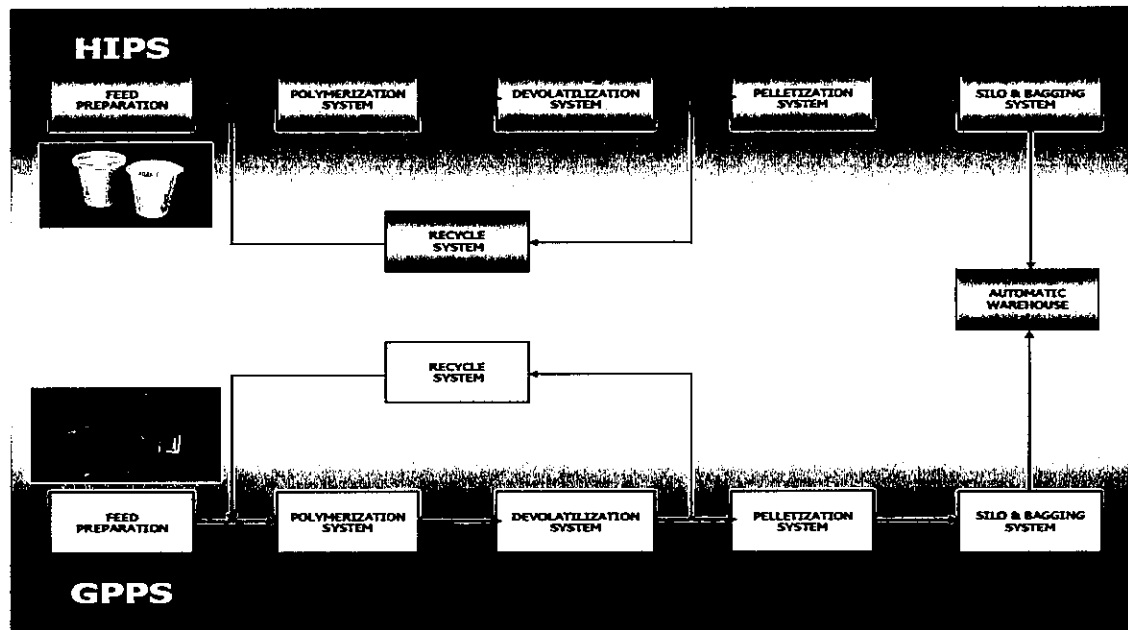 HIPS
FEED
PREPARATION
POLYMERIZATION
SYSTEM
DEVOLATILIZATION
SYSTEM
PELLETIZATION
SYSTEM
SILO & BAGGING
SYSTEM
RECYCLE
SYSTEM
AUTOMATIC
WAREHOUSE
RECYCLE
SYSTEM
FEED
PREPARATION
POLYMERIZATION
SYSTEM
DEVOLATILIZATION
SYSTEM
PELLETIZATION
SYSTEM
SILO & BAGGING
SYSTEM
GPPS